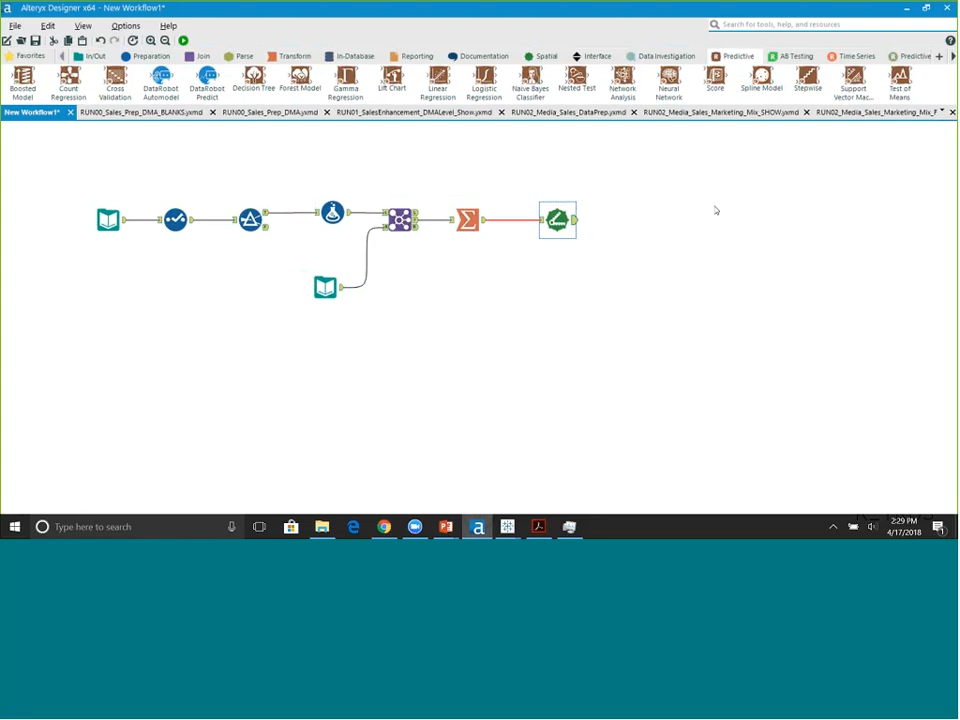 a Alteryx Designer x64 - New Workflow1*
File Edit View Options Help
Search for tools, help, and resources
Favorites In/Out Preparation Join Parse Transform In-Database Reporting Documentation Spatial Interface Data Investigation Predictive AB Testing Time Series Predictive
Boosted Model
Count Regression
Cross Validation
DataRobot Automodel
DataRobot Predict
Decision Tree
Forest Model
Gamma Regression
Lift Chart
Linear Regression
Logistic Regression
Naive Bayes Classifier
Nested Test
Network Analysis
Neural Network
Score
Spline Model
Stepwise
Support Vector Mac...
Test of Means
New Workflow1* RUN00_Sales_Prep_DMA_BLANKS.yxmd RUN00_Sales_Prep_DMA.yxmd RUN01_SalesEnhancement_DMALevel_Show.yxmd RUN02_Media_Sales_DataPrep.yxmd RUN02_Media_Sales_Marketing_Mix_SHOW.yxmd RUN02_Media_Sales_Marketing_Mix_F
Type here to search
2:29 PM
4/17/2018